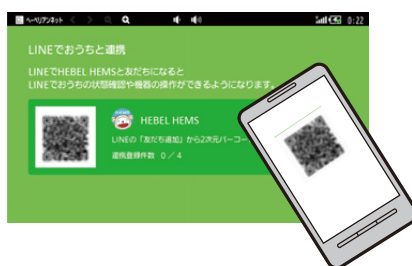 ヘーベリアンネット 0:22
LINEでおうちと連携
LINEでHEBEL HEMSと友だちになると
LINEでおうちの状態確認や機器の操作ができるようになります。
HEBEL HEMS
LINEの「友だち追加」から2次元バーコー
連携登録件数 0／4